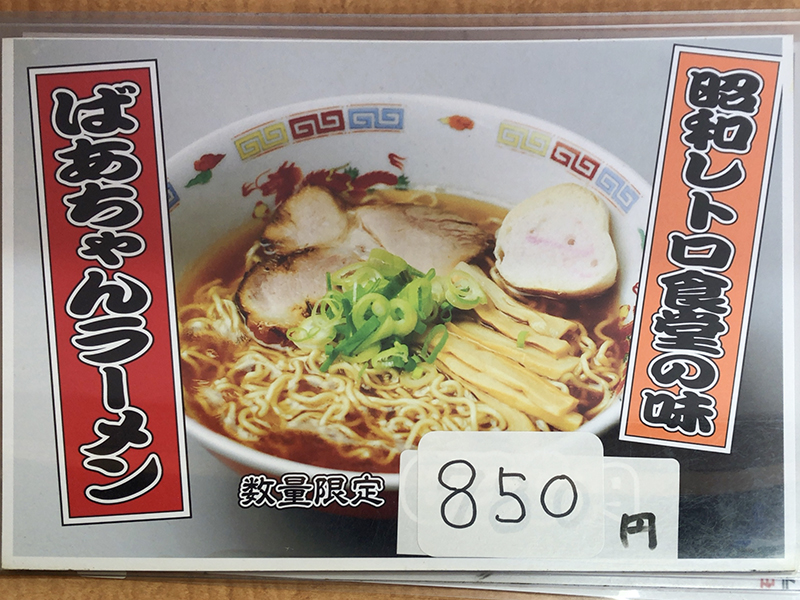 ばあちゃんラーメン
昭和レトロ食堂の味
数量限定
850
円